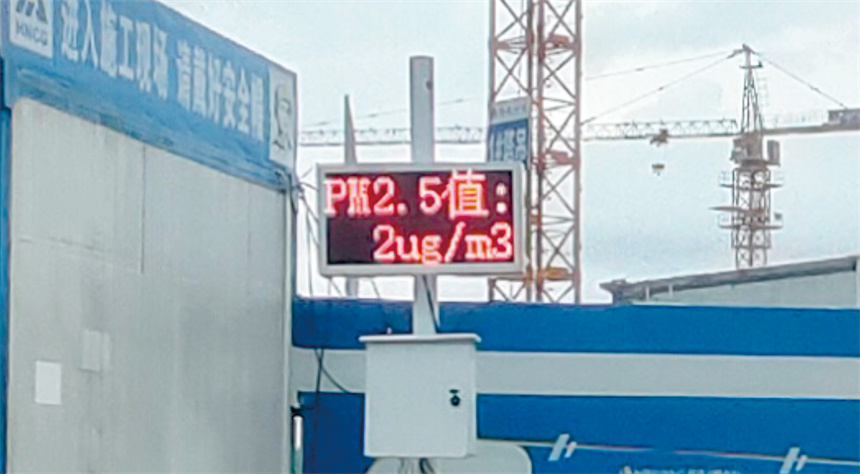 HNCG
进入施工现场 请戴好安全帽
PM2.5值:
2ug/m3